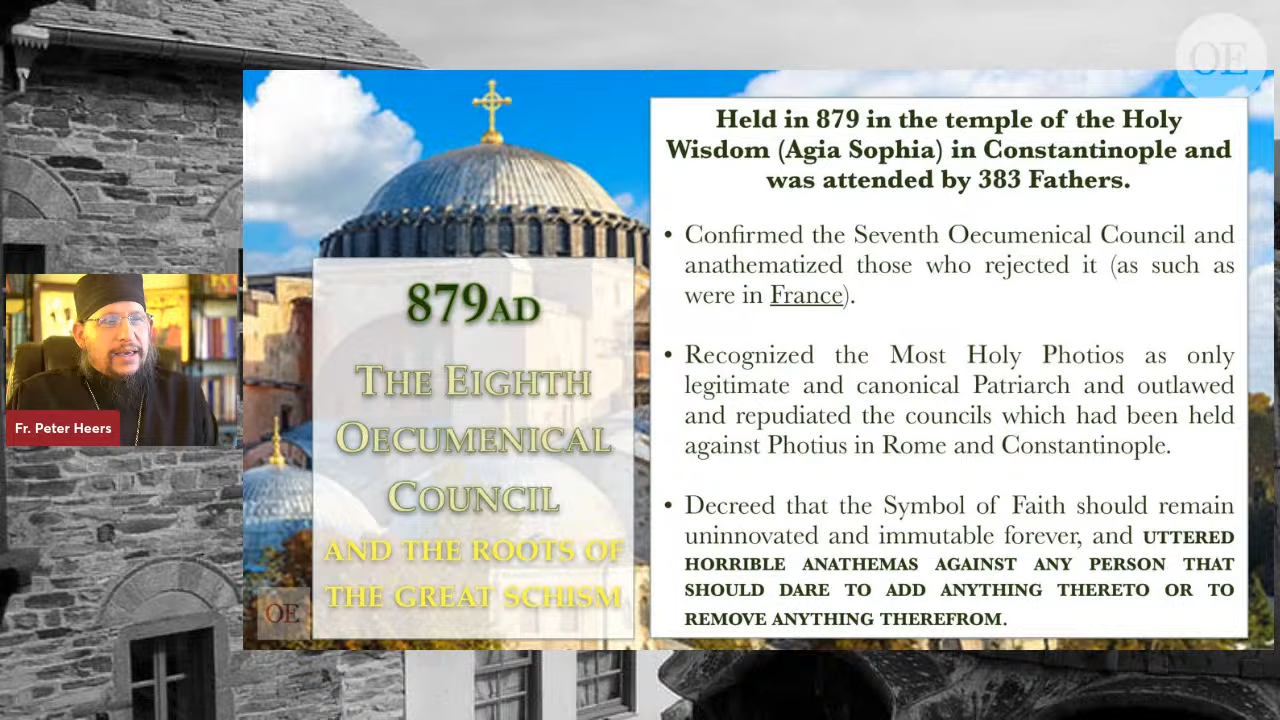 OE
Held in 879 in the temple of the Holy
Wisdom (Agia Sophia) in Constantinople and
was attended by 383 Fathers.
• Confirmed the Seventh Oecumenical Council and
anathematized those who rejected it (as such as
were in France).
• Recognized the Most Holy Photios as only
legitimate and canonical Patriarch and outlawed
and repudiated the councils which had been held
against Photius in Rome and Constantinople.
• Decreed that the Symbol of Faith should remain
uninnovated and immutable forever, and UTTERED
HORRIBLE ANATHEMAS AGAINST ANY PERSON THAT
SHOULD DARE TO ADD ANYTHING THERETO OR TO
REMOVE ANYTHING THEREFROM.
879AD
THE EIGHTH
OECUMENICAL
COUNCIL
AND THE ROOTS OF
THE GREAT SCHISM
OE
Fr. Peter Heers